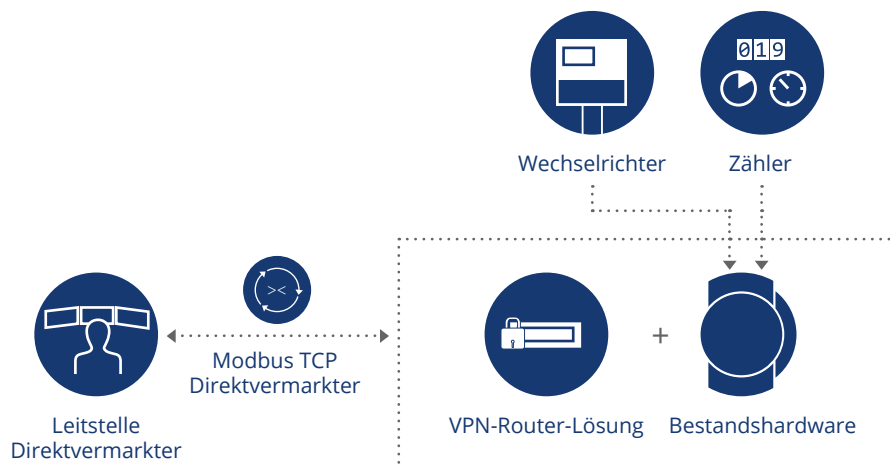 019
Wechselrichter
Zähler
><
Modbus TCP
Direktvermarkter
+
Leitstelle
Direktvermarkter
VPN-Router-Lösung
Bestandshardware